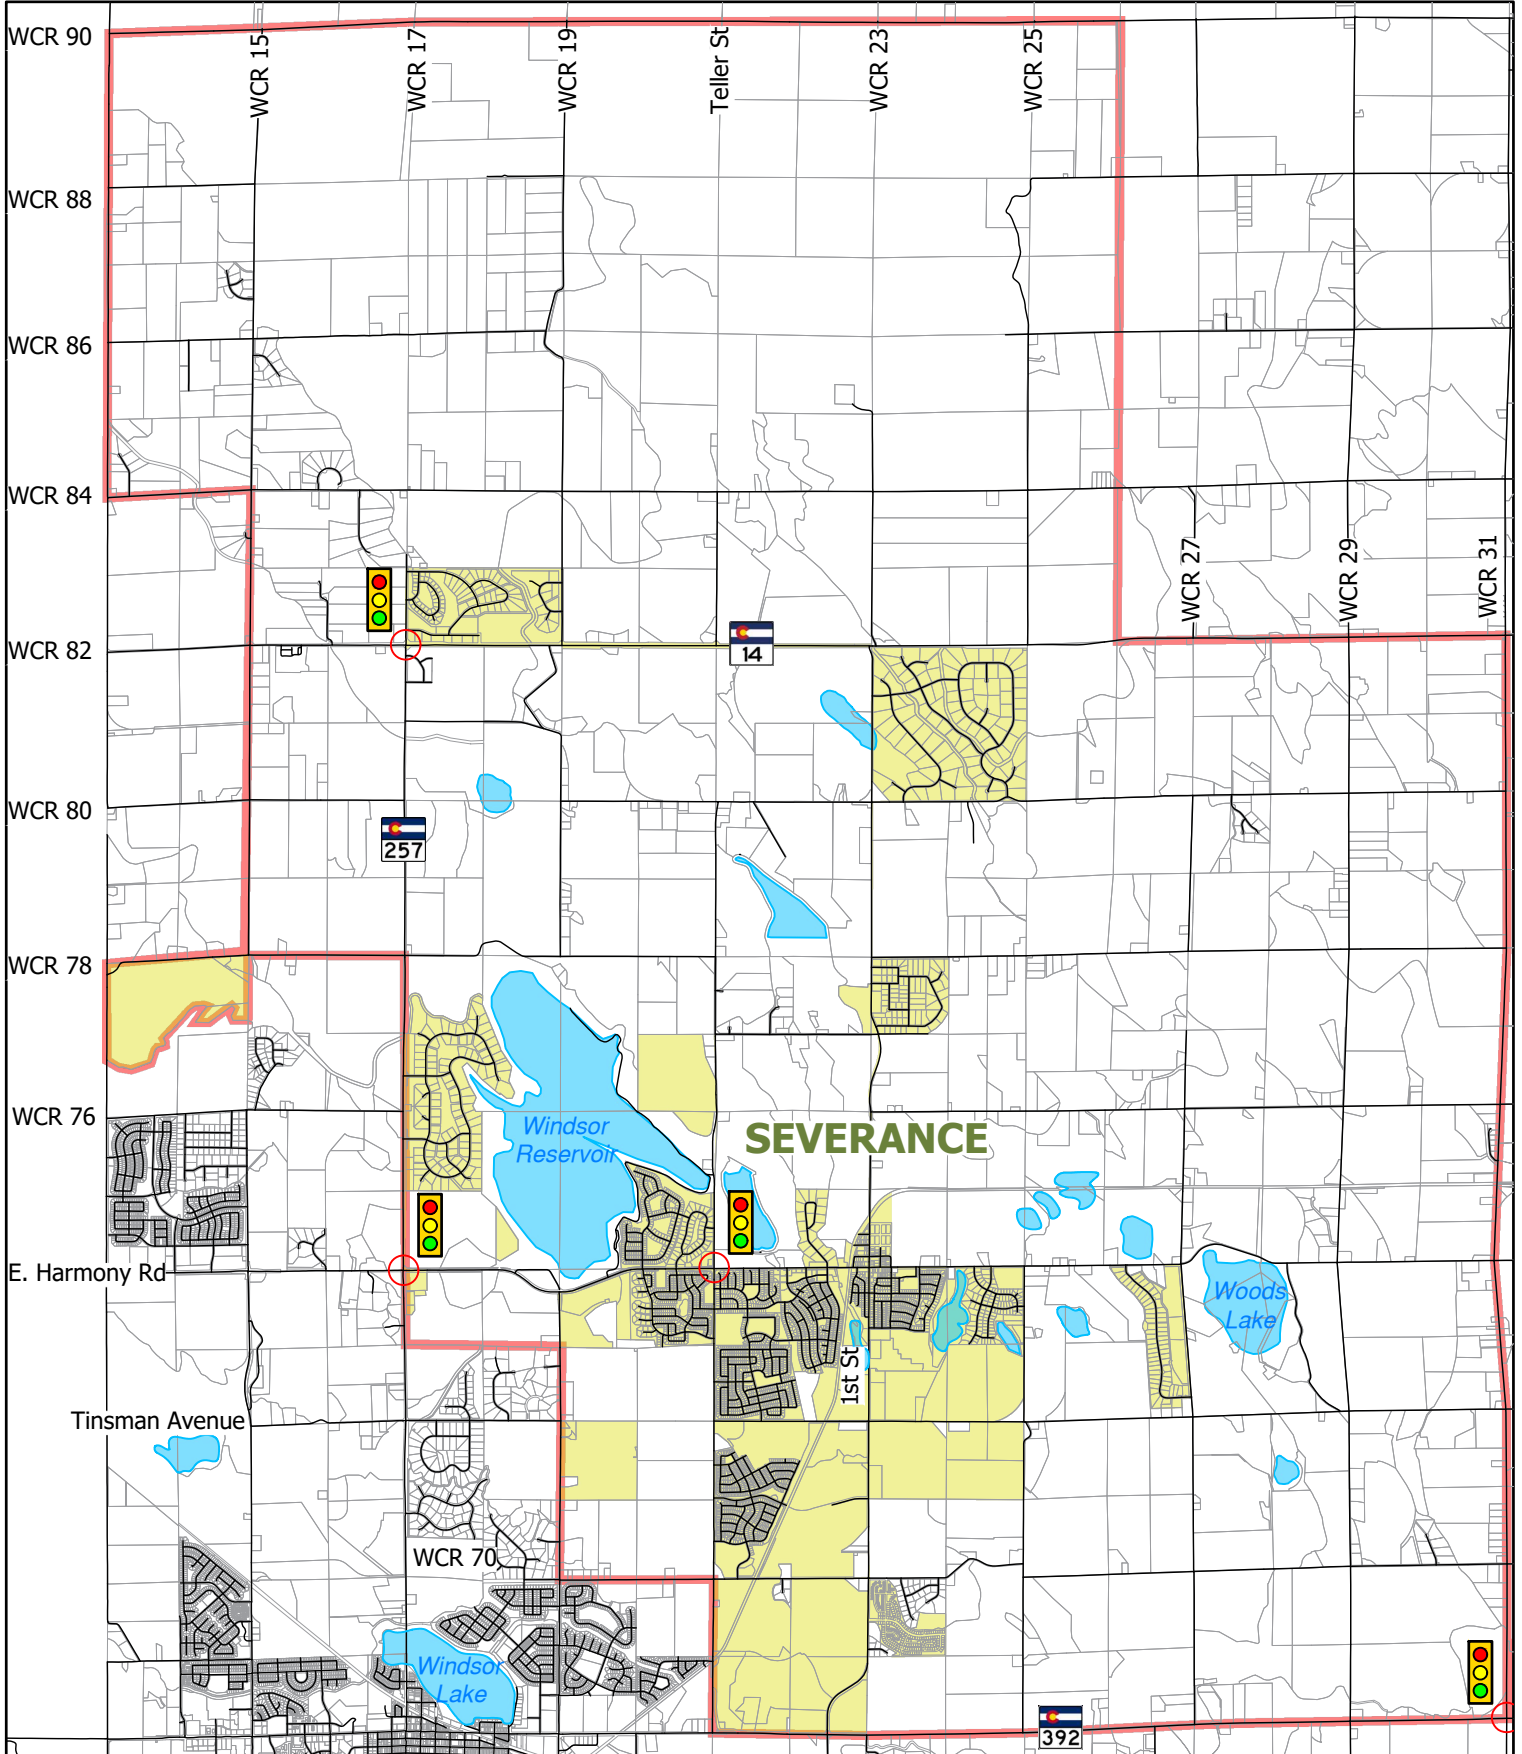 WCR 90
WCR 15
WCR 17
WCR 19
Teller St
WCR 23
WCR 25
WCR 88
WCR 86
WCR 84
WCR 27
WCR 29
WCR 31
WCR 82
14
WCR 80
257
WCR 78
WCR 76
Windsor
Reservoir
SEVERANCE
E. Harmony Rd
Woods
Lake
1st St
Tinsman Avenue
WCR 70
Windsor
Lake
392